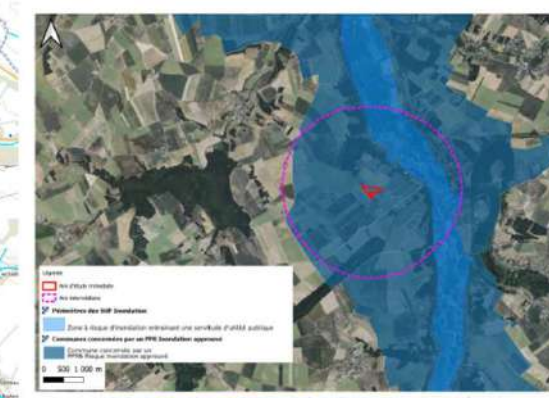 Légende
Aire d'étude immédiate
Aire intermédiaire
Périmètres des SUP Inondation
Zone à risque d'inondation entraînant une servitude d'utilité publique
Communes concernées par un PPR Inondation approuvé
Commune concernée par un
PPRN Risque Inondation approuvé
0 500 1 000 m